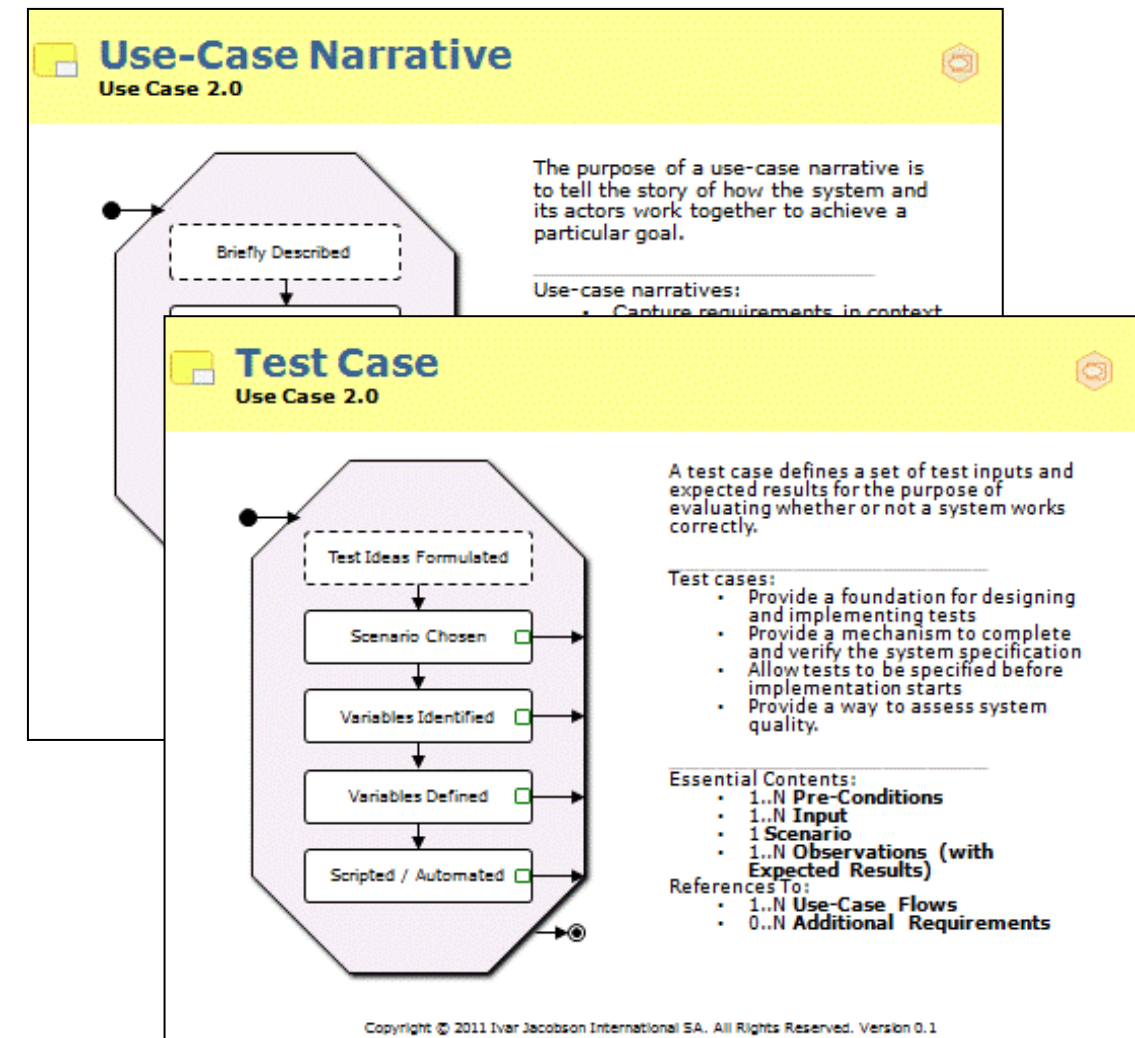 Use-Case Narrative
Use Case 2.0
The purpose of a use-case narrative is
to tell the story of how the system and
its actors work together to achieve a
particular goal.
Briefly Described
Use-case narratives:
· Capture requirements in context
Test Case
Use Case 2.0
A test case defines a set of test inputs and
expected results for the purpose of
evaluating whether or not a system works
correctly.
Test Ideas Formulated
Scenario Chosen
Variables Identified
Variables Defined
Scripted / Automated
Test cases:
· Provide a foundation for designing
and implementing tests
· Provide a mechanism to complete
and verify the system specification
· Allow tests to be specified before
implementation starts
· Provide a way to assess system
quality.
Essential Contents:
· 1..N Pre-Conditions
· 1..N Input
· 1 Scenario
· 1..N Observations (with
Expected Results)
References To:
· 1..N Use-Case Flows
· 0..N Additional Requirements
Copyright © 2011 Ivar Jacobson International SA. All Rights Reserved. Version 0.1